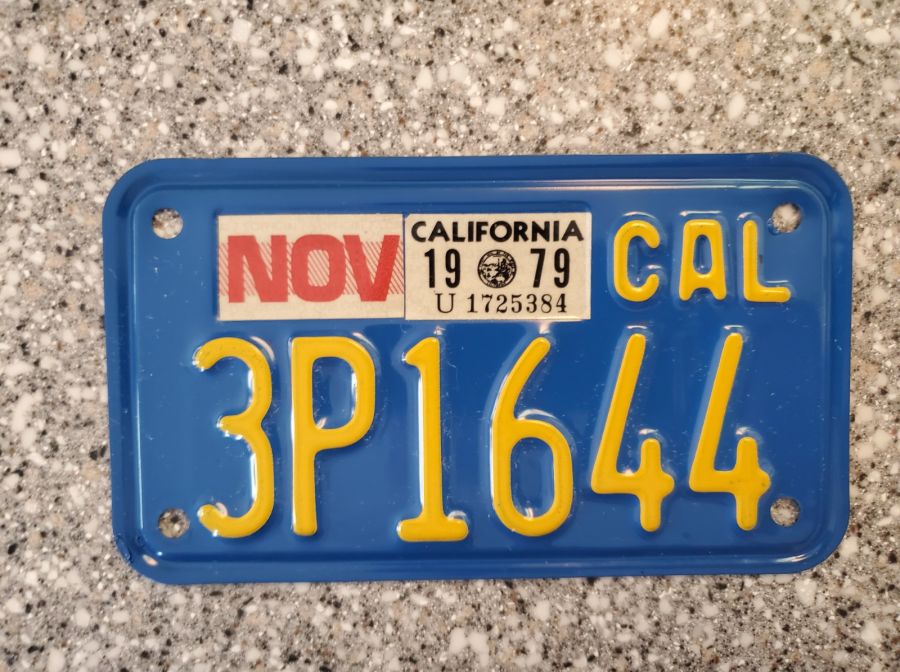 NOV CALIFORNIA CAL
19 79
U 1725384
3P1644